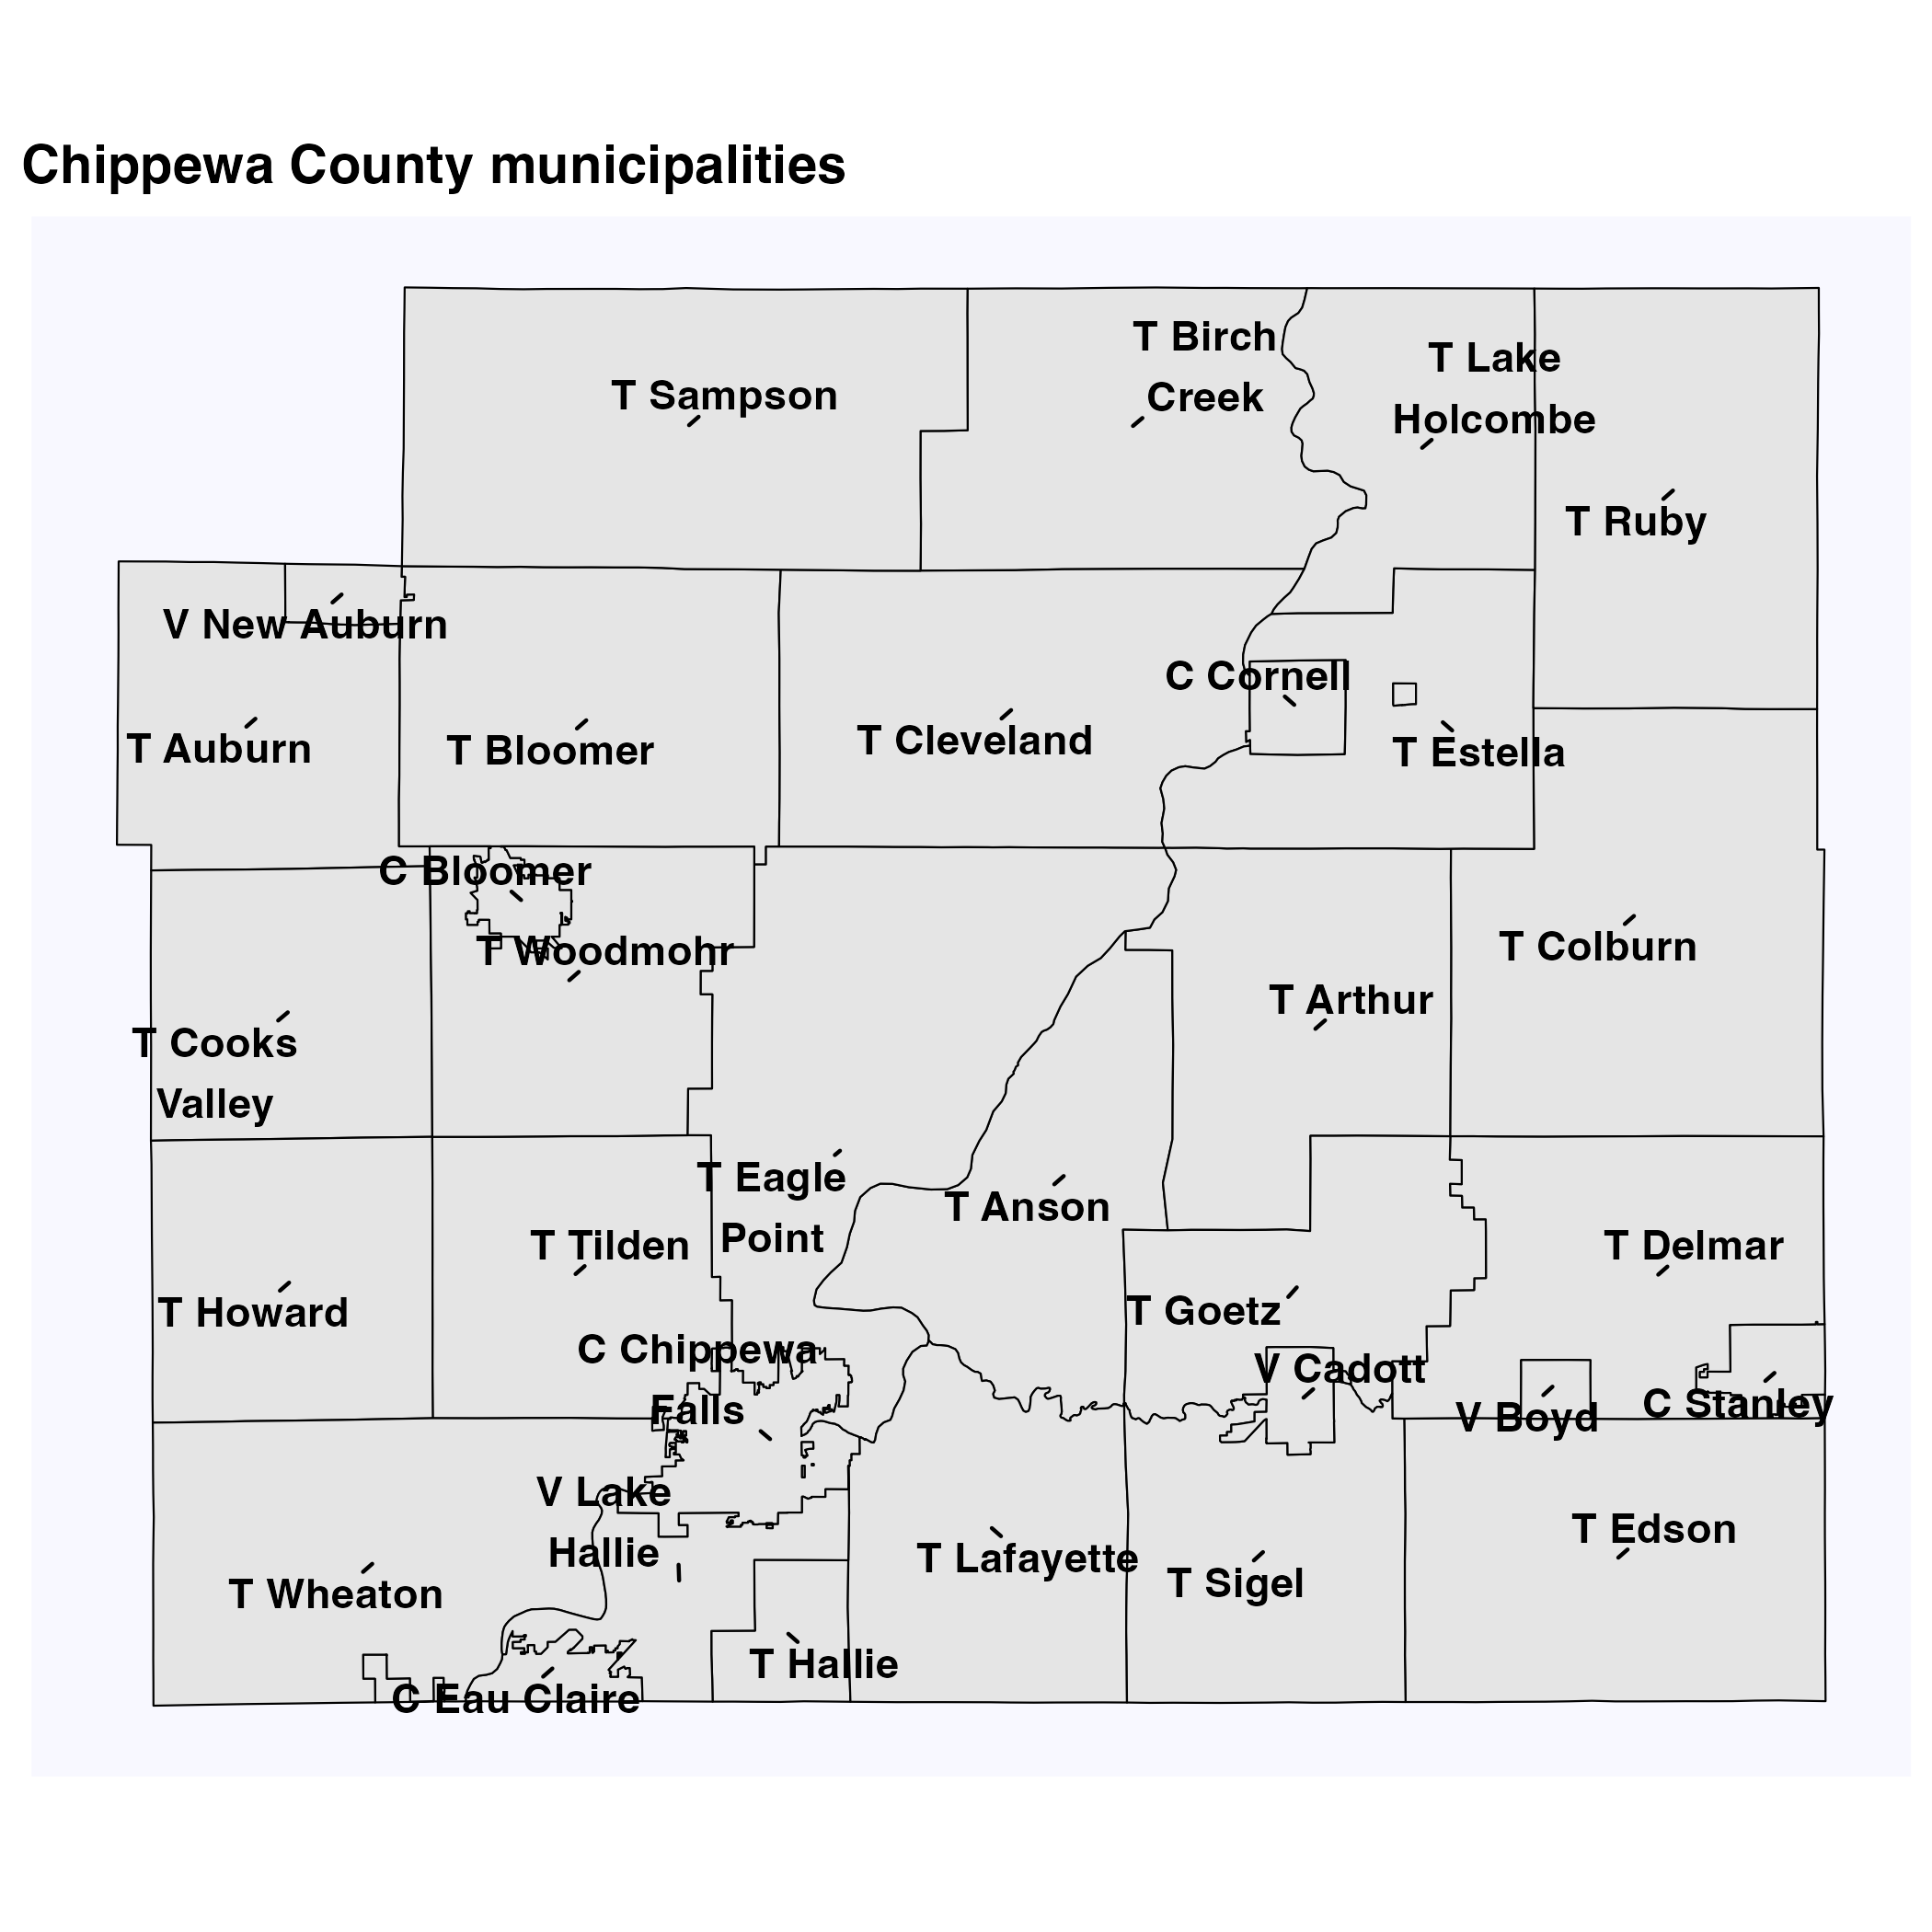 Chippewa County municipalities
T Birch
Creek
T Lake
Holcombe
T Sampson
T Ruby
V New Auburn
C Cornell
T Auburn
T Bloomer
T Cleveland
T Estella
C Bloomer
T Woodmohr
T Colburn
T Arthur
T Cooks
Valley
T Eagle
Point
T Anson
T Tilden
T Delmar
T Howard
T Goetz
C Chippewa
Falls
V Cadott
V Boyd
C Stanley
V Lake
Hallie
T Wheaton
T Lafayette
T Sigel
T Edson
T Hallie
C Eau Claire